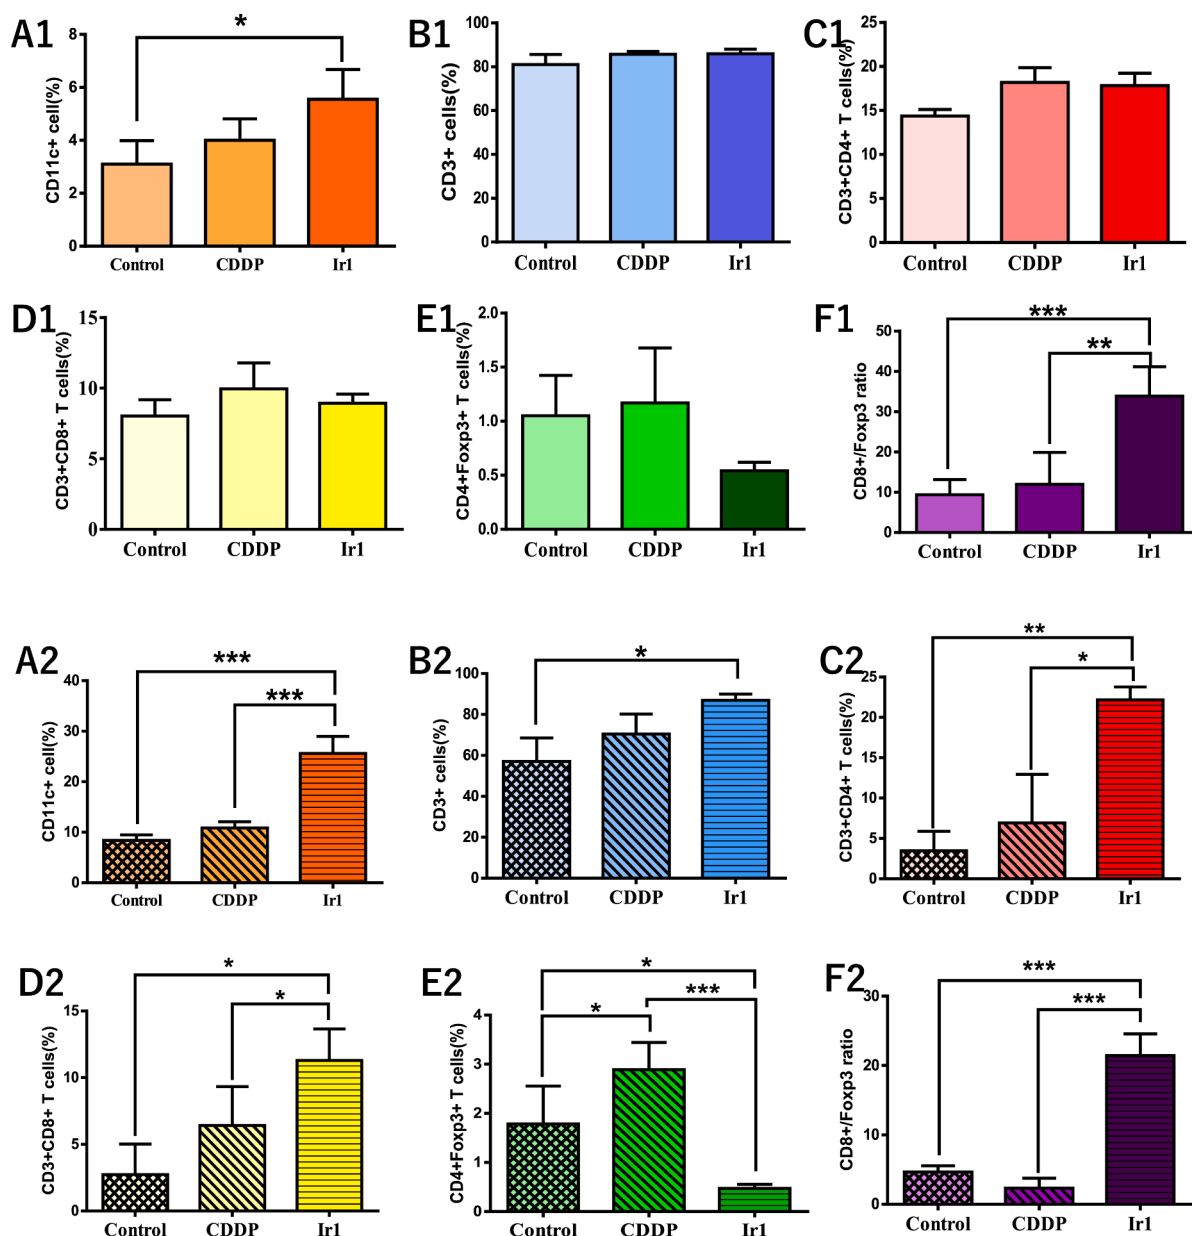 A1
*
CD11c+ cell(%)
8
6
4
2
0
Control CDDP Ir1
B1
CD3+ cells(%)
100
80
60
40
20
0
Control CDDP Ir1
C1
CD3+CD4+ T cells(%)
25
20
15
10
5
0
Control CDDP Ir1
D1
CD3+CD8+ T cells(%)
15
10
5
0
Control CDDP Ir1
E1
CD4+Foxp3+ T cells(%)
2.0
1.5
1.0
0.5
0.0
Control CDDP Ir1
F1
***
**
CD8+/Foxp3 ratio
50
40
30
20
10
0
Control CDDP Ir1
A2
***
***
CD11c+ cell(%)
40
30
20
10
0
Control CDDP Ir1
B2
*
CD3+ cells(%)
100
80
60
40
20
0
Control CDDP Ir1
C2
**
*
CD3+CD4+ T cells(%)
25
20
15
10
5
0
Control CDDP Ir1
D2
*
*
CD3+CD8+ T cells(%)
15
10
5
0
Control CDDP Ir1
E2
*
* ***
CD4+Foxp3+ T cells(%)
4
3
2
1
0
Control CDDP Ir1
F2
***
***
CD8+/Foxp3 ratio
30
20
10
0
Control CDDP Ir1